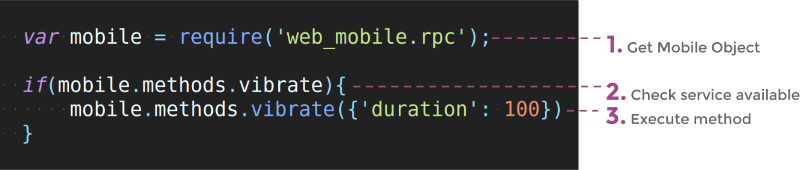 var mobile = require('web_mobile.rpc');
1. Get Mobile Object
if(mobile.methods.vibrate){
2. Check service available
mobile.methods.vibrate({'duration': 100})
3. Execute method
}